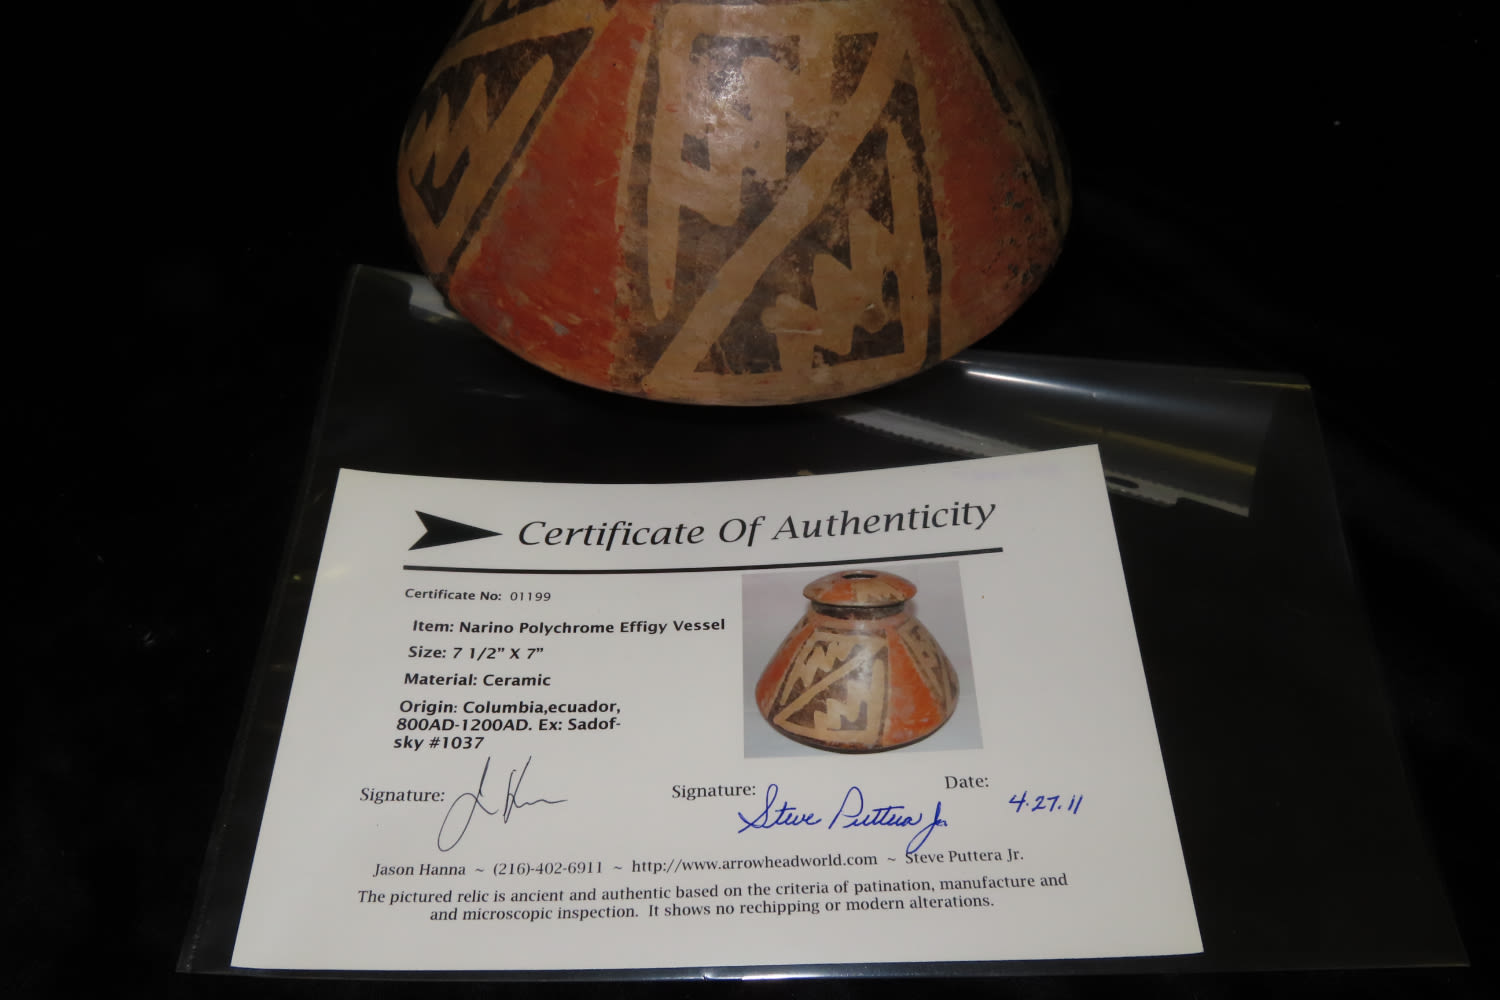 Certificate Of Authenticity
Certificate No: 01199
Item: Narino Polychrome Effigy Vessel
Size: 7 1/2” X 7”
Material: Ceramic
Origin: Columbia,ecuador,
800AD-1200AD. Ex: Sadof-
sky #1037
Signature:
Signature: Steve Puttera Jr.
Date: 4.27.11
Jason Hanna ~ (216)-402-6911 ~ http://www.arrowheadworld.com ~ Steve Puttera Jr.
The pictured relic is ancient and authentic based on the criteria of patination, manufacture and
and microscopic inspection. It shows no rechipping or modern alterations.